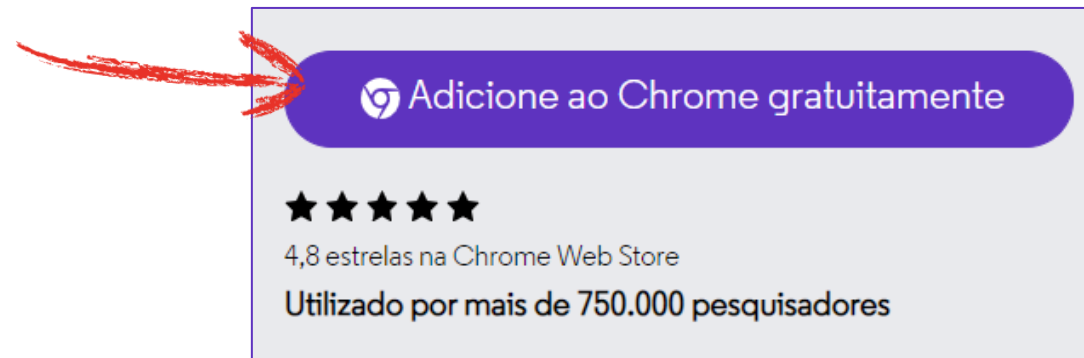 Adicione ao Chrome gratuitamente
4,8 estrelas na Chrome Web Store
Utilizado por mais de 750.000 pesquisadores